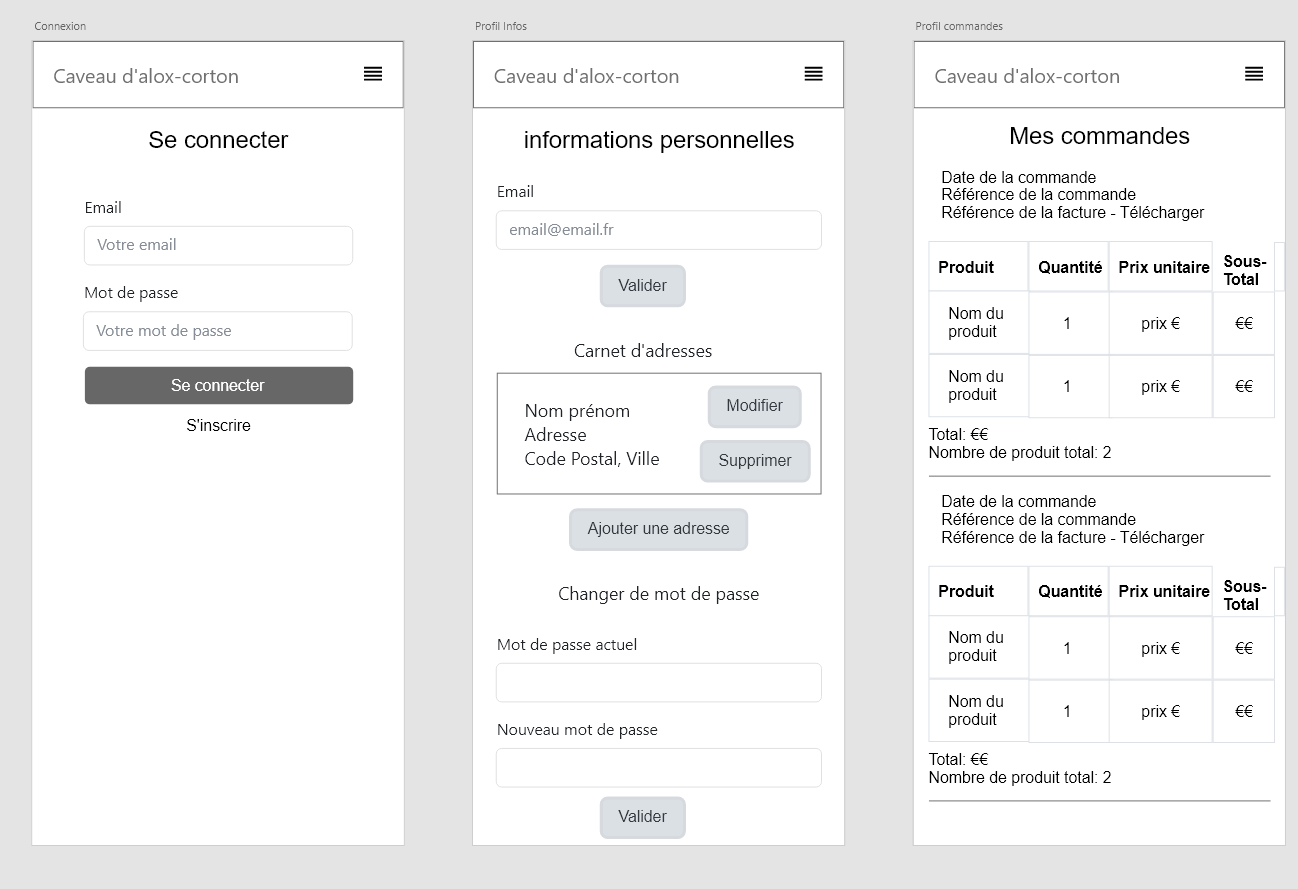 Connexion
Caveau d'alox-corton
Se connecter
Email
Votre email
Mot de passe
Votre mot de passe
Se connecter
S'inscrire
Profil Infos
Caveau d'alox-corton
informations personnelles
Email
email@email.fr
Valider
Carnet d'adresses
Nom prénom
Adresse
Code Postal, Ville
Modifier
Supprimer
Ajouter une adresse
Changer de mot de passe
Mot de passe actuel
Nouveau mot de passe
Valider
Profil commandes
Caveau d'alox-corton
Mes commandes
Date de la commande
Référence de la commande
Référence de la facture - Télécharger
Produit Quantité Prix unitaire Sous-
Total
Nom du
produit 1 prix € €€
Nom du
produit 1 prix € €€
Total: €€
Nombre de produit total: 2
Date de la commande
Référence de la commande
Référence de la facture - Télécharger
Produit Quantité Prix unitaire Sous-
Total
Nom du
produit 1 prix € €€
Nom du
produit 1 prix € €€
Total: €€
Nombre de produit total: 2